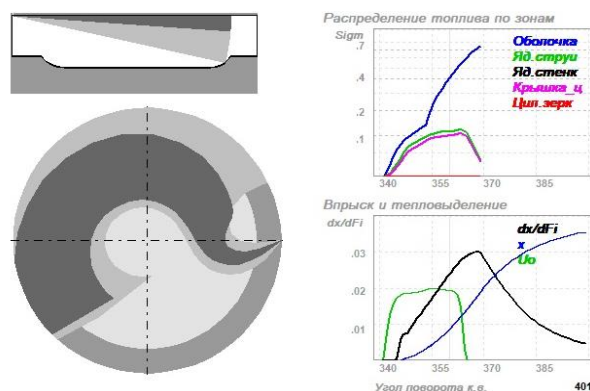 Распределение топлива по зонам
Sigm
.7
.4
.2
.1
Оболочка
Яд.струи
Яд.стенк
Крышка_ц
Цил.зерк
340 355 370 385
Впрыск и тепловыделение
dx/dFi
.03
.02
.01
dx/dFi
x
Uo
340 355 370 385
Угол поворота к.в. 401